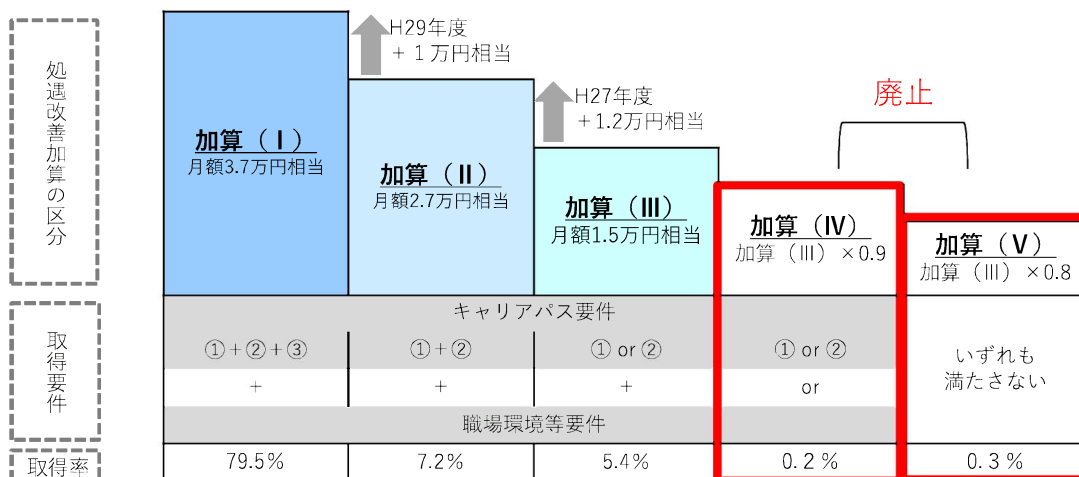 処遇改善加算の区分
H29年度
+ 1 万円相当
H27年度
+1.2万円相当
廃止
加算（Ⅰ）
月額3.7万円相当
加算（Ⅱ）
月額2.7万円相当
加算（Ⅲ）
月額1.5万円相当
加算（Ⅳ）
加算（Ⅲ）×0.9
加算（Ⅴ）
加算（Ⅲ）×0.8
取得要件
キャリアパス要件
①+②+③
①+②
① or ②
① or ②
いずれも
満たさない
+
+
+
or
職場環境等要件
取得率
79.5%
7.2%
5.4%
0.2 %
0.3 %